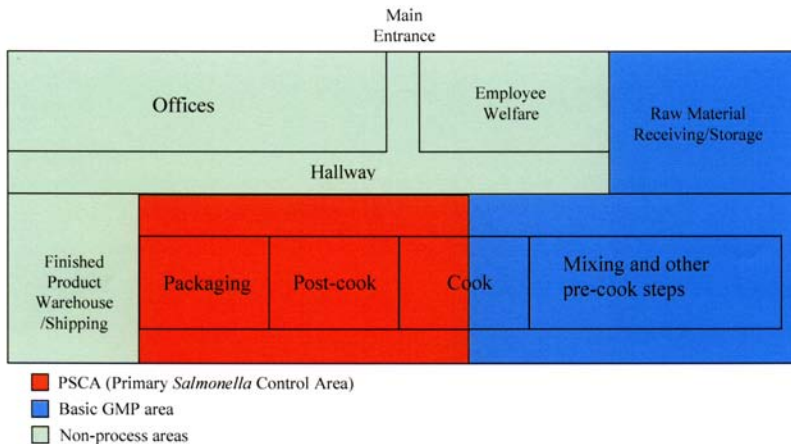 Main
Entrance
Offices
Employee
Welfare
Raw Material
Receiving/Storage
Hallway
Finished
Product
Warehouse
/Shipping
Packaging
Post-cook
Cook
Mixing and other
pre-cook steps
PSCA (Primary Salmonella Control Area)
Basic GMP area
Non-process areas